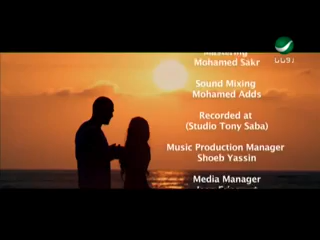 Mastering
Mohamed Sakr
Sound Mixing
Mohamed Adds
Recorded at
(Studio Tony Saba)
Music Production Manager
Shoeb Yassin
Media Manager
روتانا